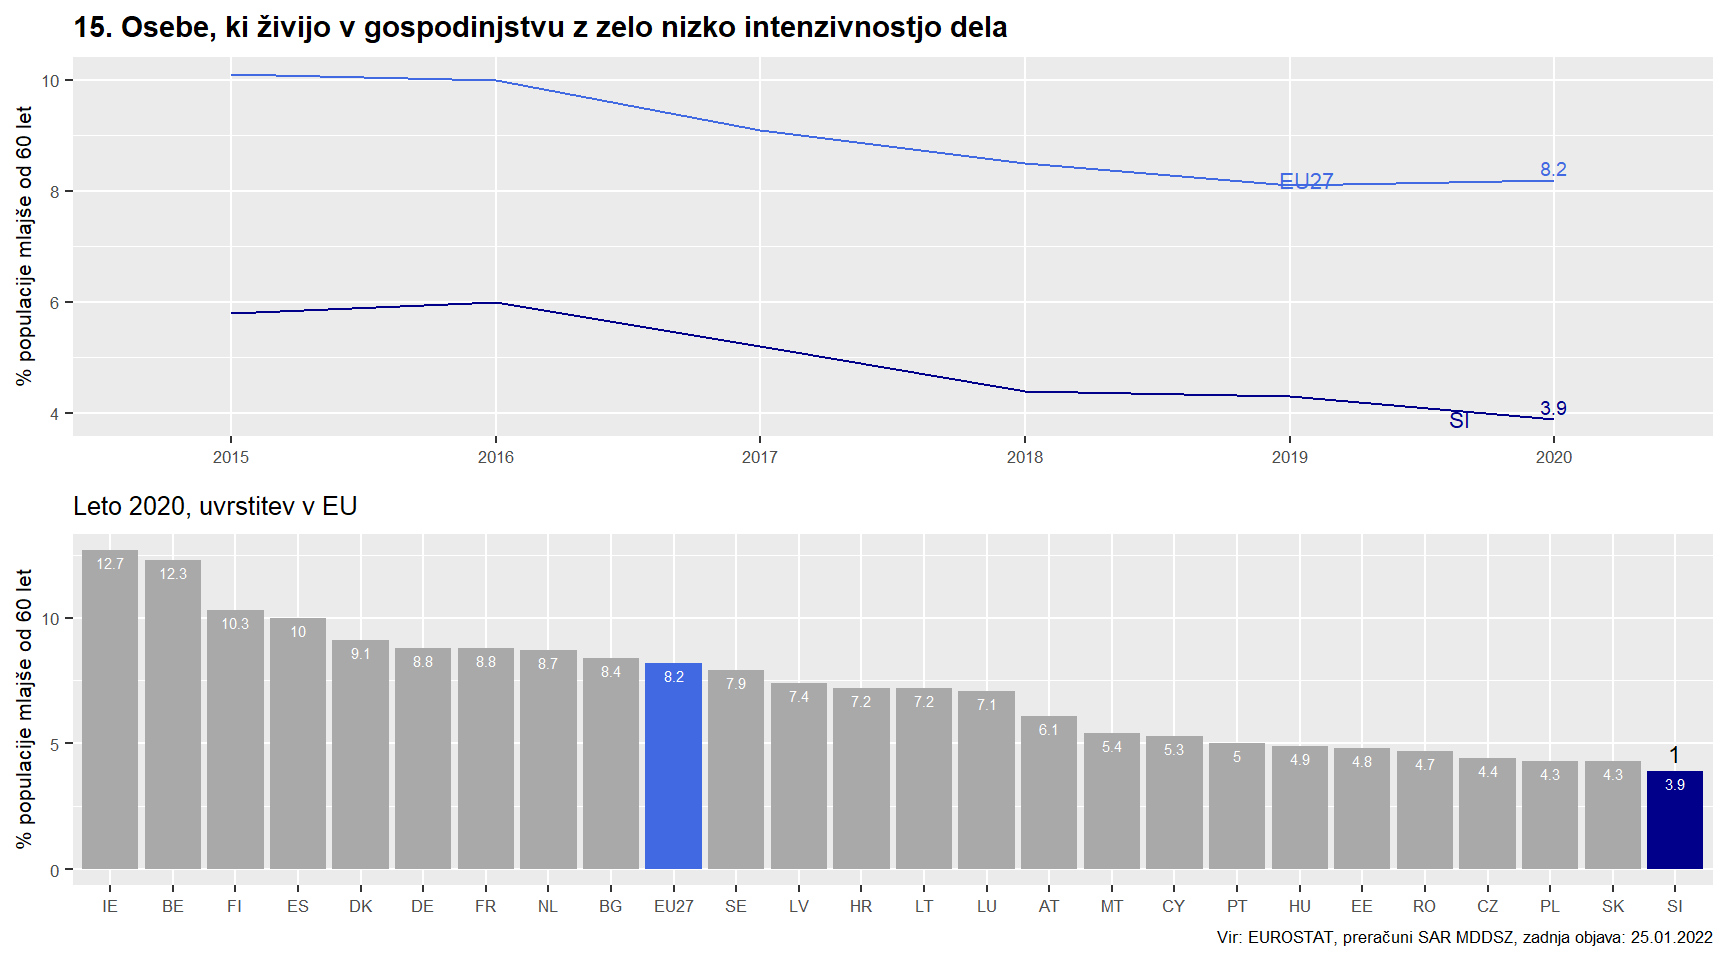 15. Osebe, ki živijo v gospodinjstvu z zelo nizko intenzivnostjo dela
% populacije mlajše od 60 let
10
8
6
4
EU27
8.2
SI
3.9
2015 2016 2017 2018 2019 2020
Leto 2020, uvrstitev v EU
% populacije mlajše od 60 let
10
5
0
12.7 12.3 10.3 10 9.1 8.8 8.8 8.7 8.4 8.2 7.9 7.4 7.2 7.2 7.1 6.1 5.4 5.3 5 4.9 4.8 4.7 4.4 4.3 4.3 3.9
1
IE BE FI ES DK DE FR NL BG EU27 SE LV HR LT LU AT MT CY PT HU EE RO CZ PL SK SI
Vir: EUROSTAT, preračuni SAR MDDSZ, zadnja objava: 25.01.2022